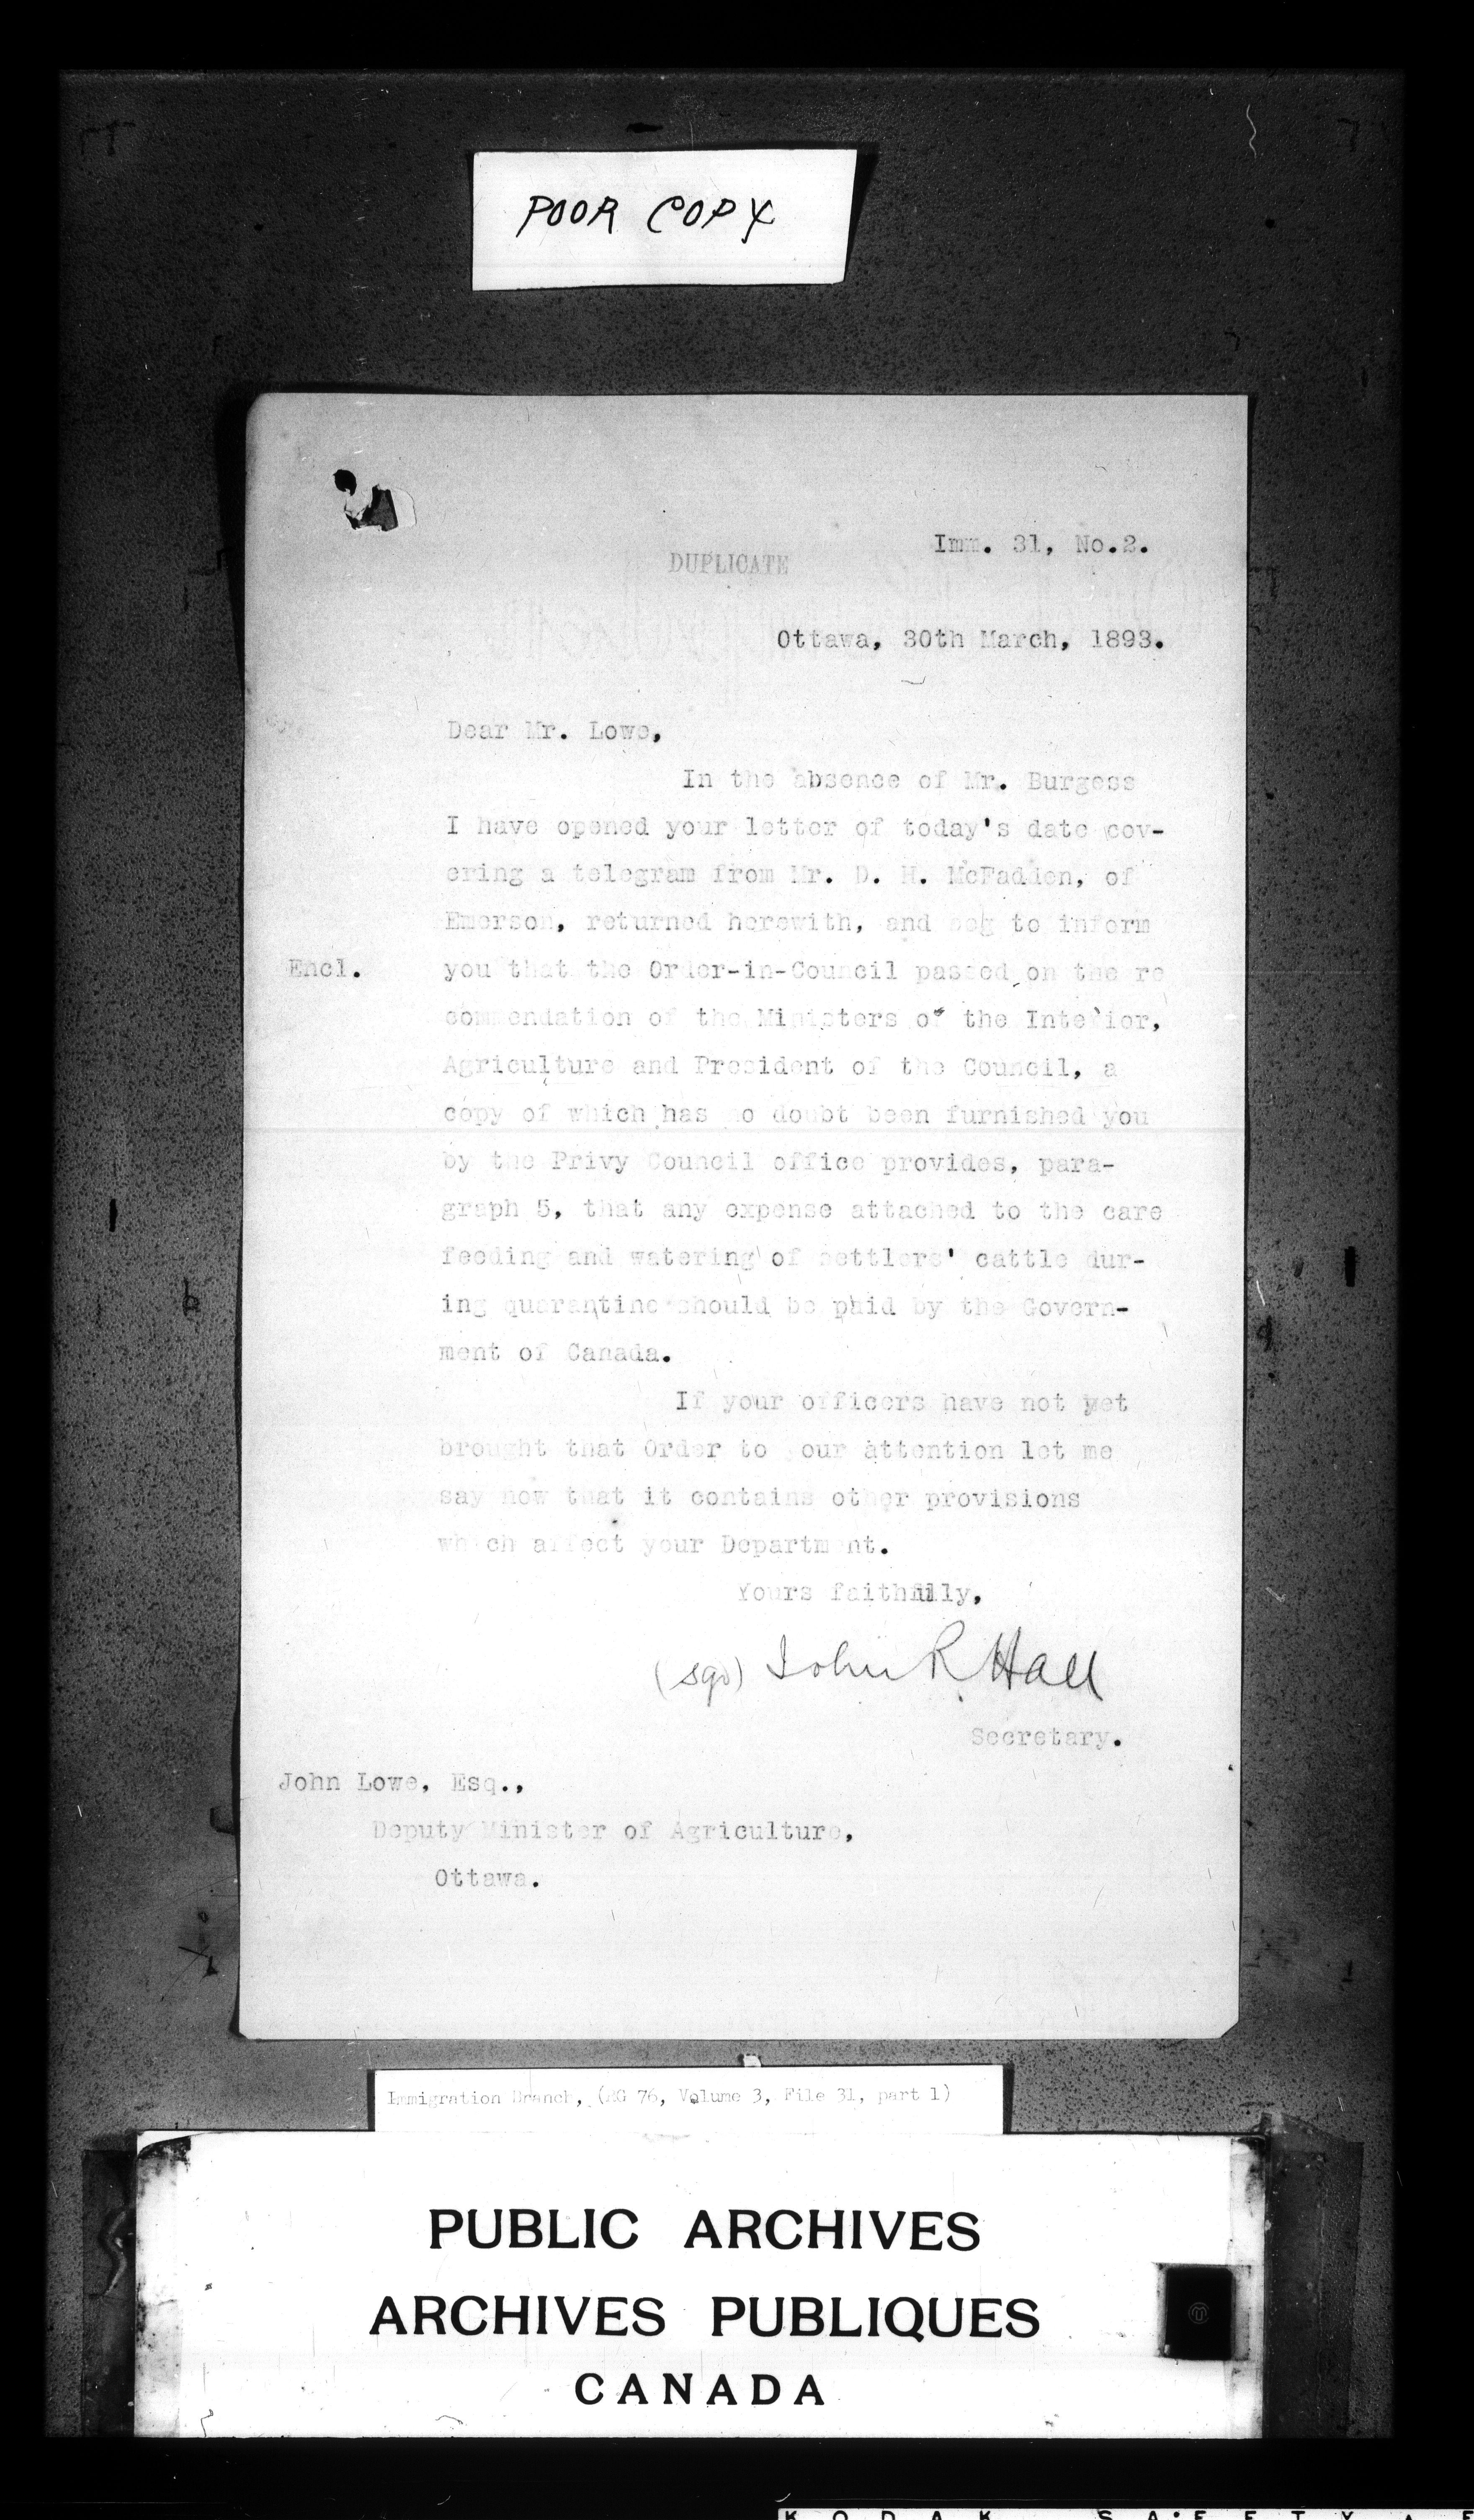 POOR COPY
Imm. 31, No.2.
DUPLICATE
Ottawa, 30th March, 1893.
Dear Mr. Lowe,
In the absence of Mr. Burgess
I have opened your letter of today's date cov-
ering a telegram from Mr. D. H. McFadden, of
Emerson, returned herewith, and beg to inform
Encl. you that the Order-in-Council passed on the re
commendation of the Ministers of the Interior,
Agriculture and President of the Council, a
copy of which has no doubt been furnished you
by the Privy Council office provides, para-
graph 5, that any expense attached to the care
feeding and watering of settlers' cattle dur-
ing quarantine should be paid by the Govern-
ment of Canada.
If your officers have not yet
brought that Order to your attention let me
say now that it contains other provisions
which affect your Department.
Yours faithfully,
(sgd) John R Hall
Secretary.
John Lowe, Esq.,
Deputy Minister of Agriculture,
Ottawa.
Immigration Branch, (RG 76, Volume 3, File 31, part 1)
PUBLIC ARCHIVES
ARCHIVES PUBLIQUES
CANADA